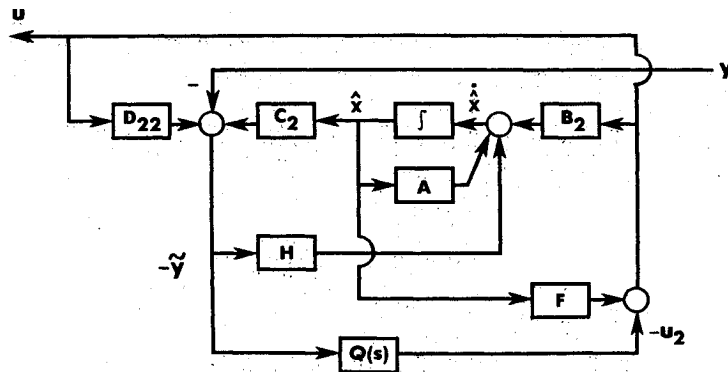 u
y
−
x̂
ẋ̂
D₂₂
C₂
∫
B₂
A
−ỹ
H
F
−u₂
Q(s)